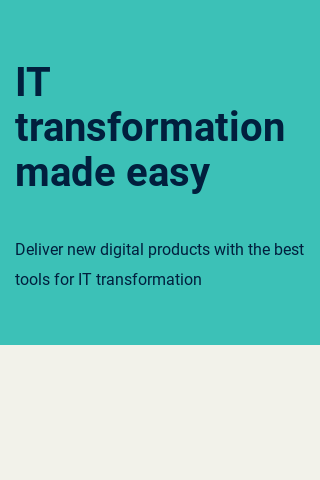 IT
transformation
made easy
Deliver new digital products with the best
tools for IT transformation